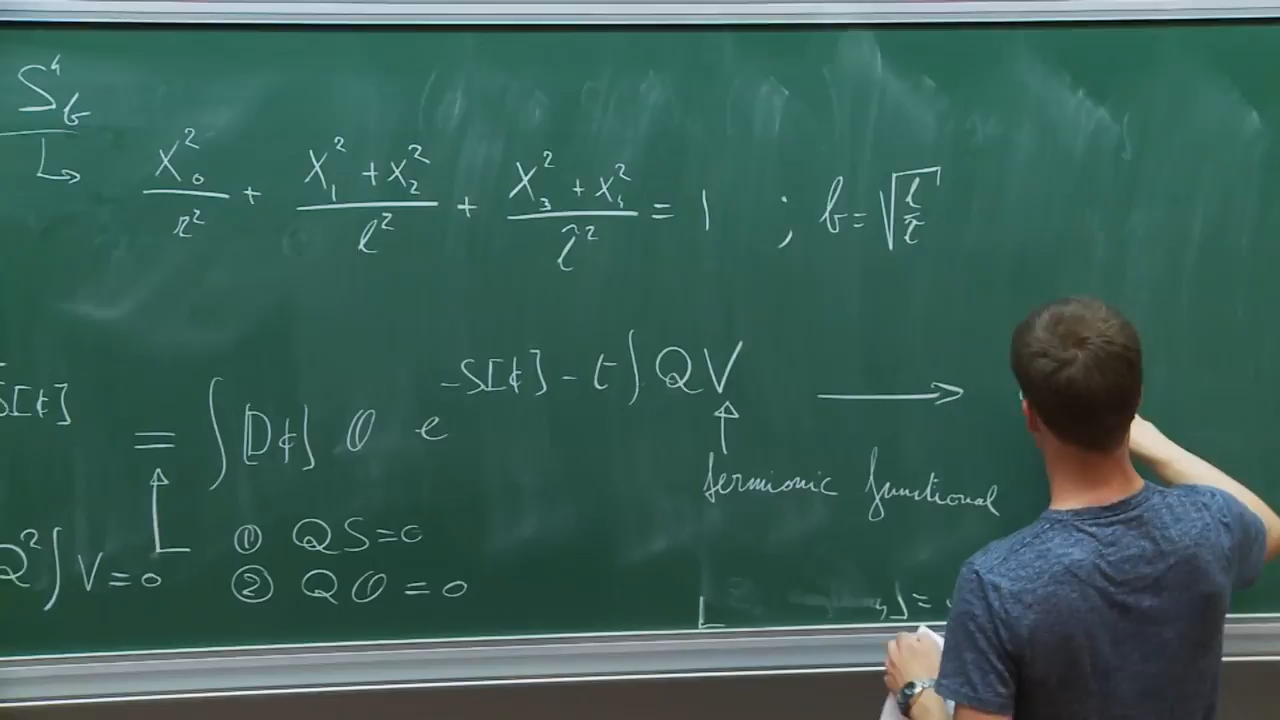 S⁴_b
↳ X₀²/r² + (X₁² + X₂²)/ℓ² + (X₃² + X₄²)/ℓ̃² = 1 ; b = √(ℓ/ℓ̃)
S[ϕ] = ∫[Dϕ] O e^{-S[ϕ] - t∫QV} ⟶
fermionic functional
① QS=0
Q²∫V=0 ② QO=0